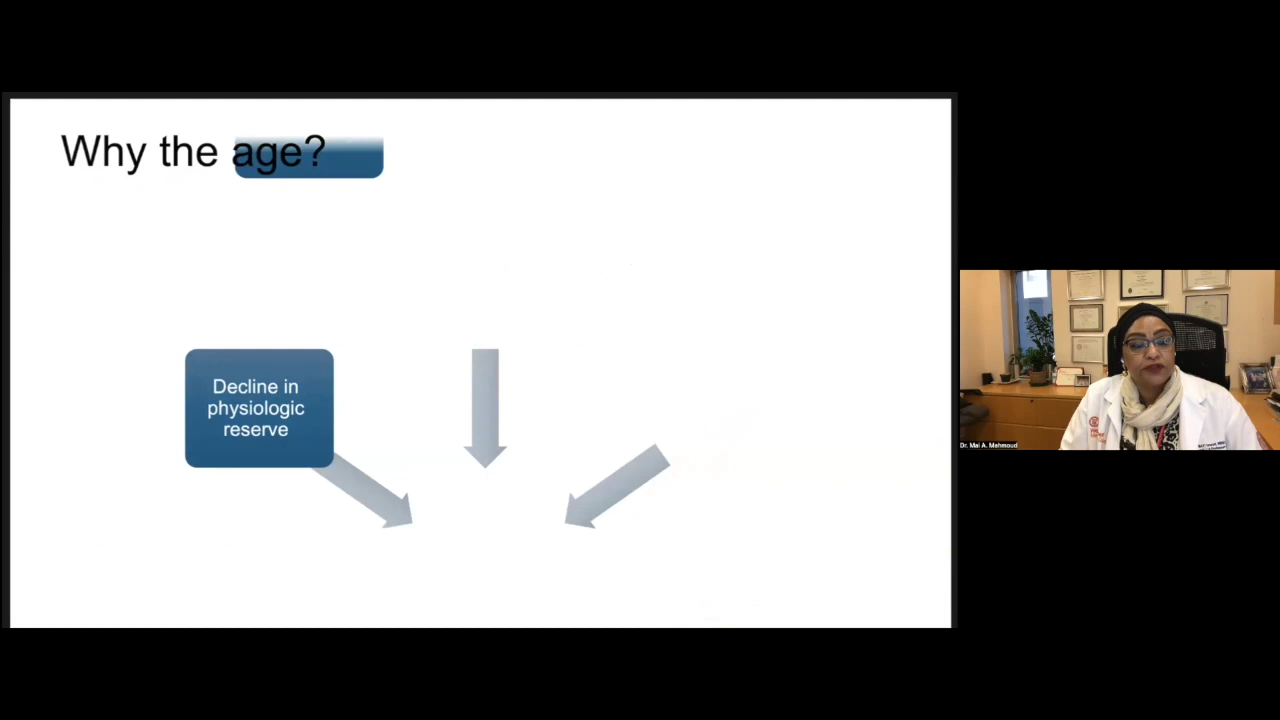 Why the age?
Decline in
physiologic
reserve
Dr. Mai A. Mahmoud